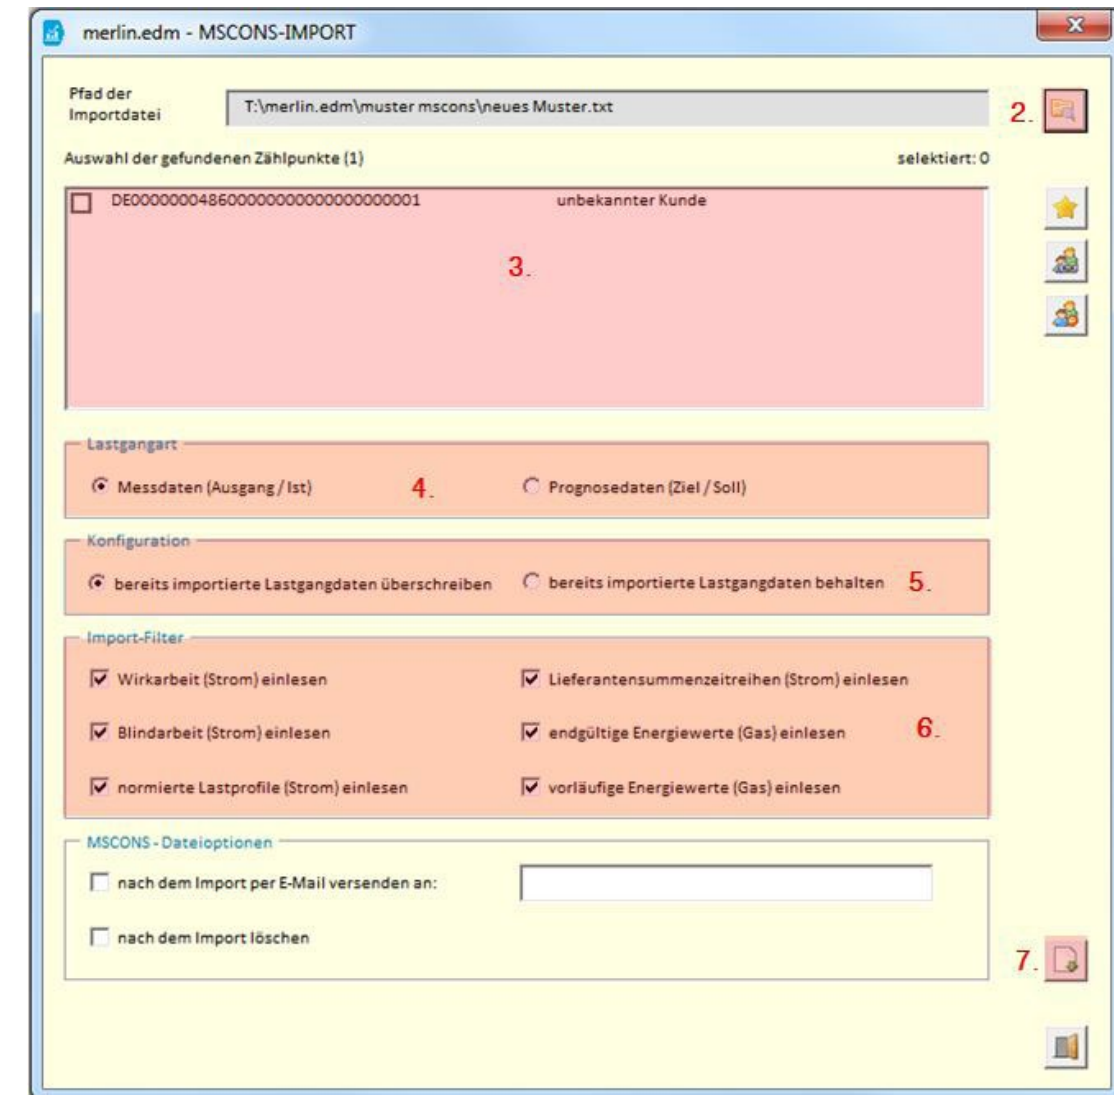 merlin.edm - MSCONS-IMPORT
Pfad der
Importdatei
T:\merlin.edm\muster mscons\neues Muster.txt
2.
Auswahl der gefundenen Zählpunkte (1)
selektiert: 0
unbekannter Kunde
3.
Lastgangart
Messdaten (Ausgang / Ist)
4.
Prognosedaten (Ziel / Soll)
Konfiguration
bereits importierte Lastgangdaten überschreiben
bereits importierte Lastgangdaten behalten
5.
Import-Filter
Wirkarbeit (Strom) einlesen
Lieferantensummenzeitreihen (Strom) einlesen
Blindarbeit (Strom) einlesen
endgültige Energiewerte (Gas) einlesen
6.
normierte Lastprofile (Strom) einlesen
vorläufige Energiewerte (Gas) einlesen
MSCONS - Dateioptionen
nach dem Import per E-Mail versenden an:
nach dem Import löschen
7.